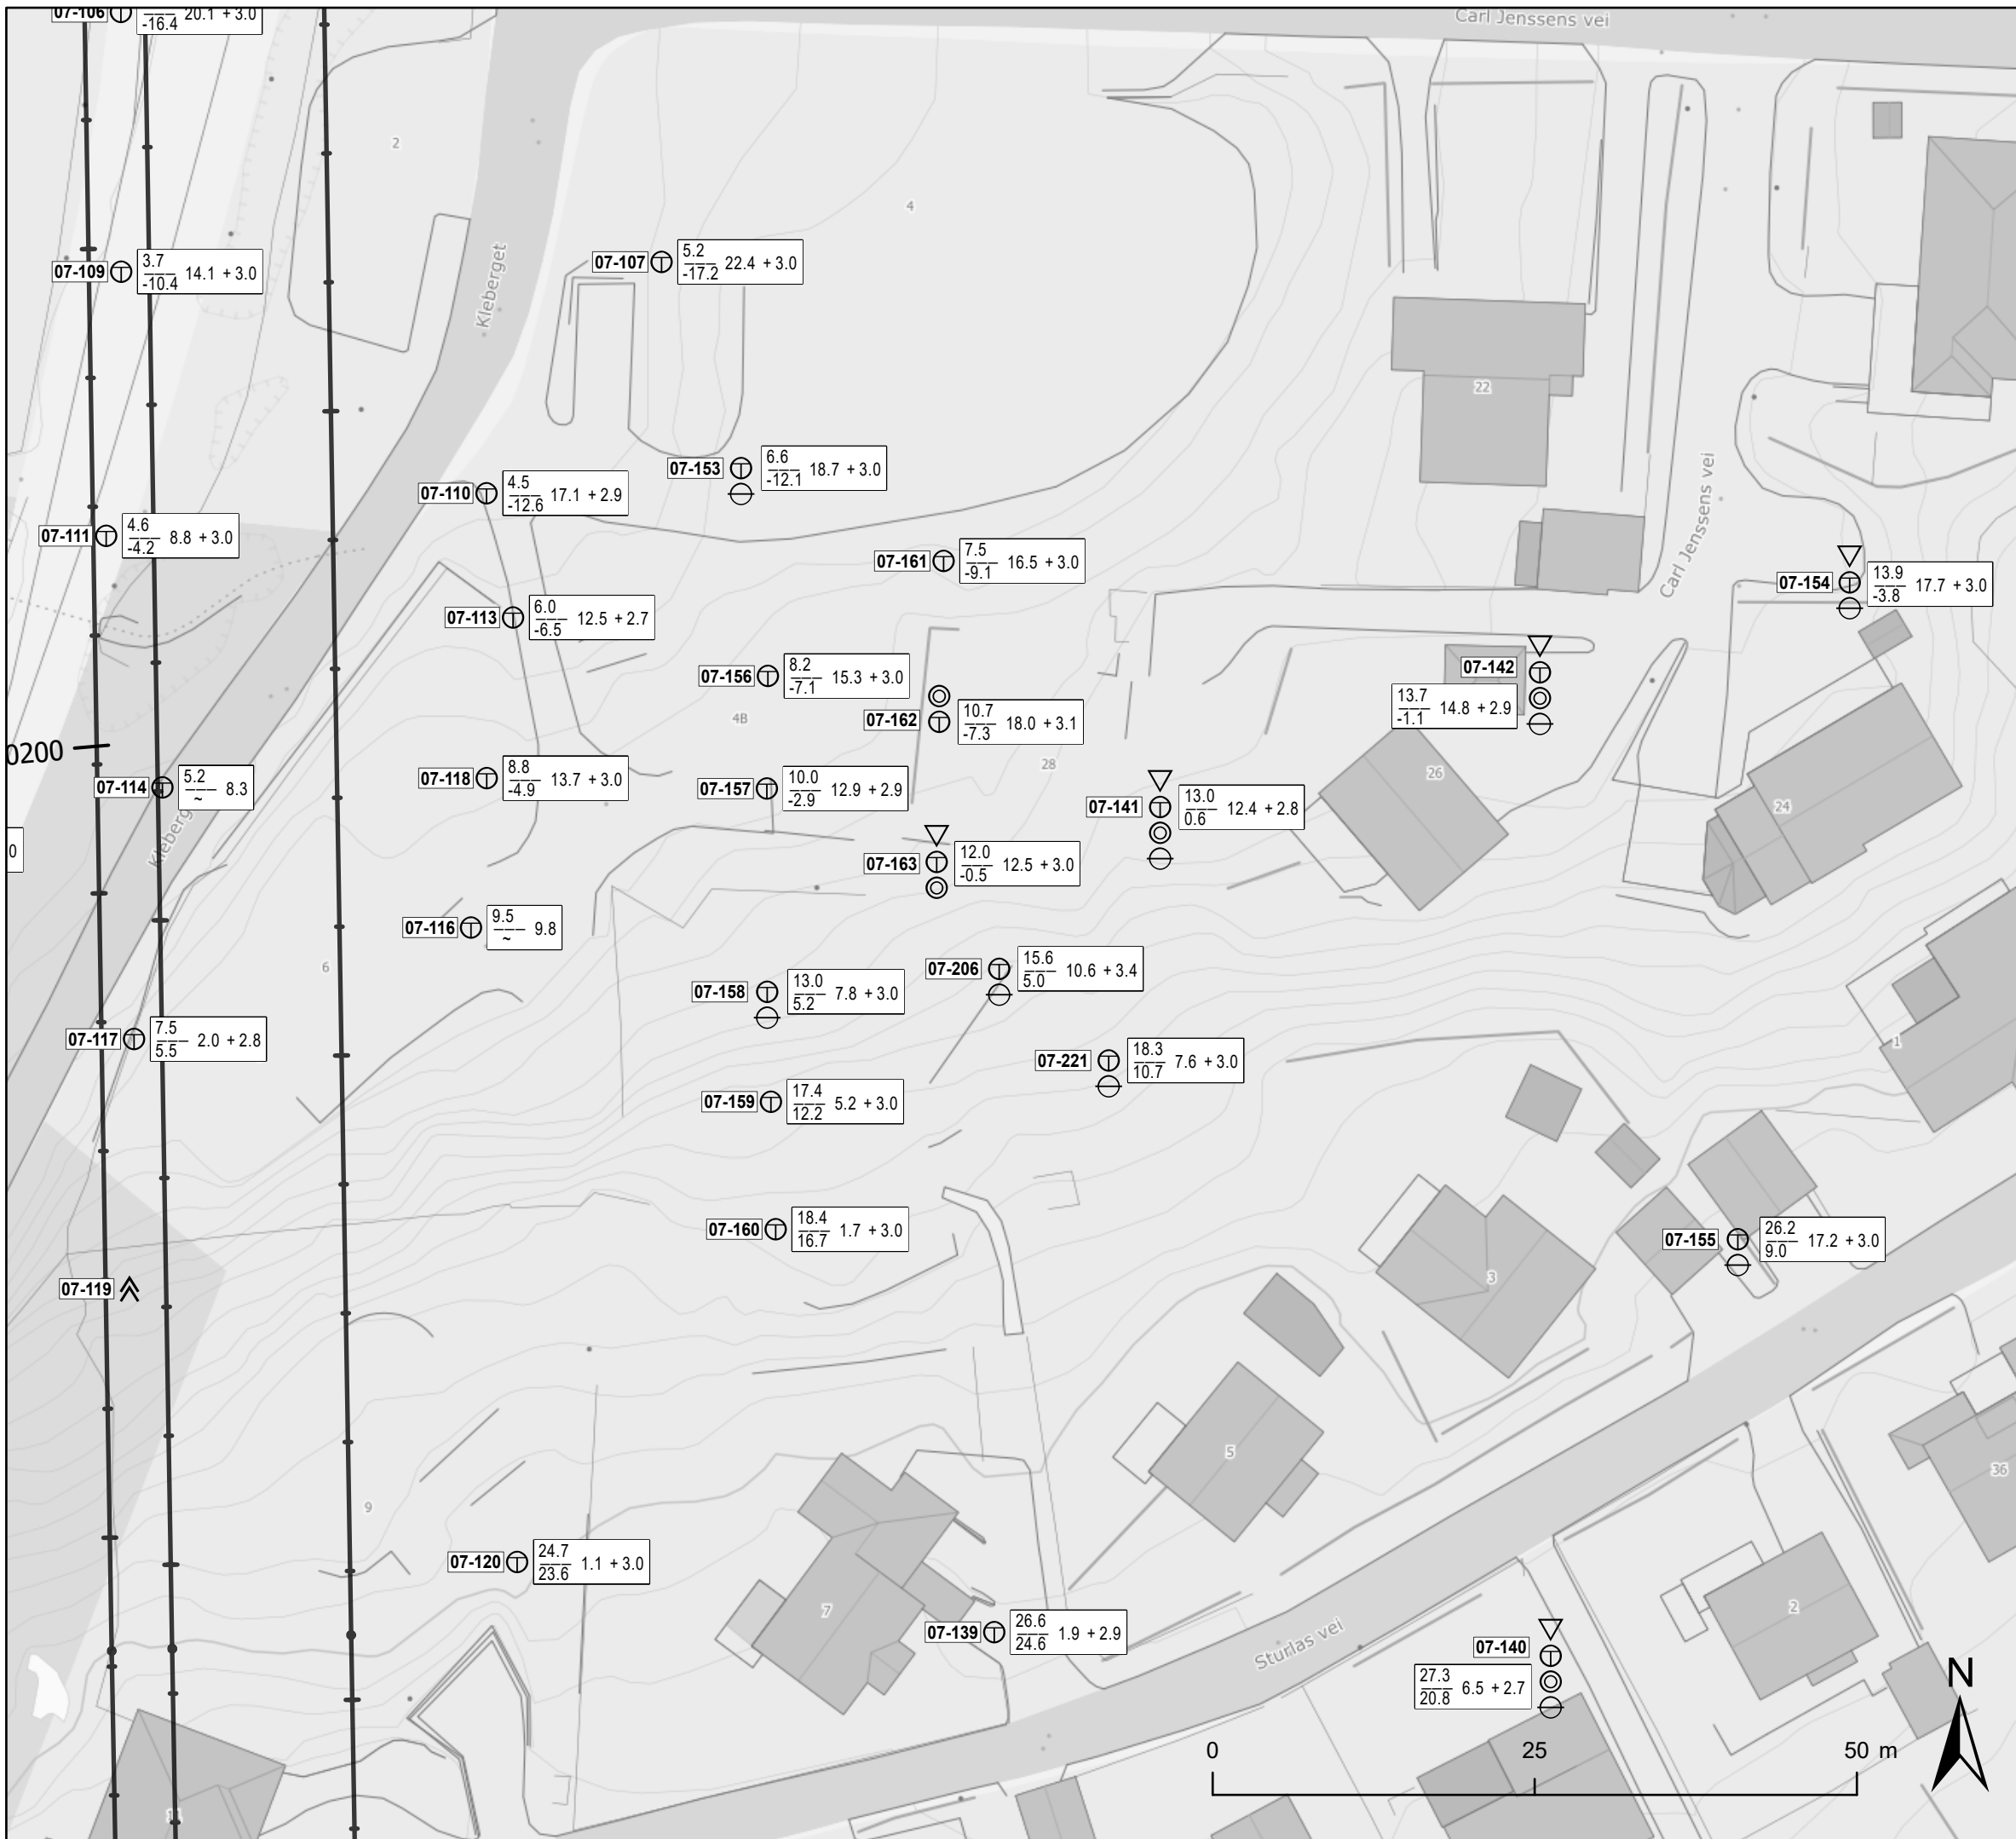 Carl Jenssens vei
07-106
-16.4 20.1 + 3.0
2
4
Kleberget
07-109
3.7
-10.4 14.1 + 3.0
07-107
5.2
-17.2 22.4 + 3.0
22
07-153
6.6
-12.1 18.7 + 3.0
07-110
4.5
-12.6 17.1 + 2.9
07-111
4.6
-4.2 8.8 + 3.0
07-161
7.5
-9.1 16.5 + 3.0
Carl Jenssens vei
07-154
13.9
-3.8 17.7 + 3.0
07-113
6.0
-6.5 12.5 + 2.7
07-156
8.2
-7.1 15.3 + 3.0
07-142
13.7
-1.1 14.8 + 2.9
4B
07-162
10.7
-7.3 18.0 + 3.1
0200
28
26
24
07-114
5.2
~ 8.3
07-118
8.8
-4.9 13.7 + 3.0
07-157
10.0
-2.9 12.9 + 2.9
07-141
13.0
0.6 12.4 + 2.8
0
07-163
12.0
-0.5 12.5 + 3.0
07-116
9.5
~ 9.8
6
07-206
15.6
5.0 10.6 + 3.4
07-158
13.0
5.2 7.8 + 3.0
07-117
7.5
5.5 2.0 + 2.8
1
07-221
18.3
10.7 7.6 + 3.0
07-159
17.4
12.2 5.2 + 3.0
07-160
18.4
16.7 1.7 + 3.0
07-155
26.2
9.0 17.2 + 3.0
07-119
3
5
36
9
07-120
24.7
23.6 1.1 + 3.0
7
2
07-139
26.6
24.6 1.9 + 2.9
Sturlas vei
07-140
27.3
20.8 6.5 + 2.7
N
0 25 50 m